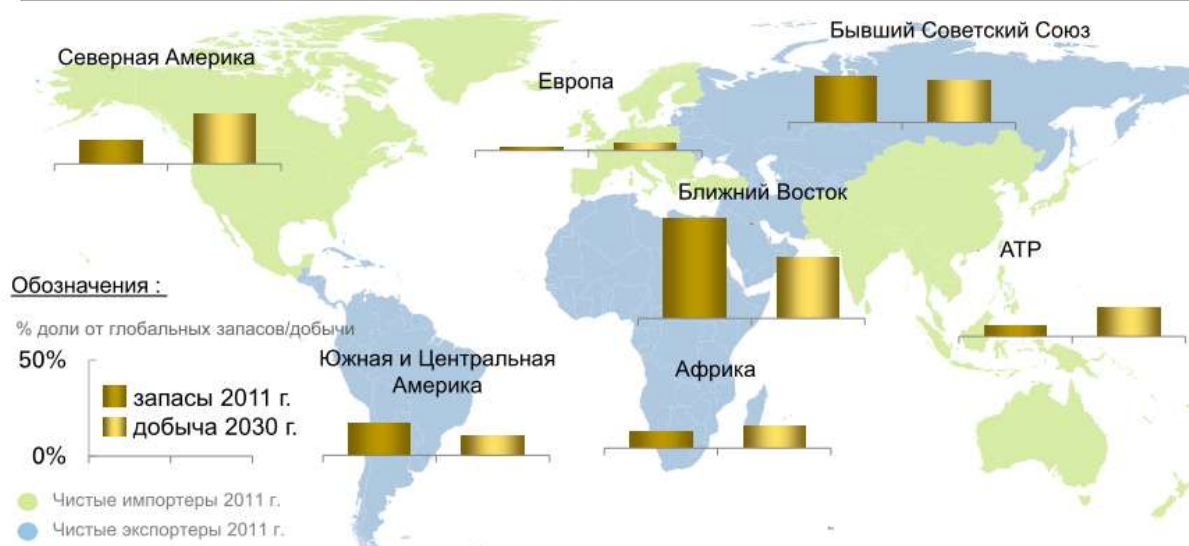 Бывший Советский Союз
Северная Америка
Европа
Ближний Восток
АТР
Обозначения :
% доли от глобальных запасов/добычи
50%
запасы 2011 г.
добыча 2030 г.
0%
Южная и Центральная
Америка
Африка
Чистые импортеры 2011 г.
Чистые экспортеры 2011 г.